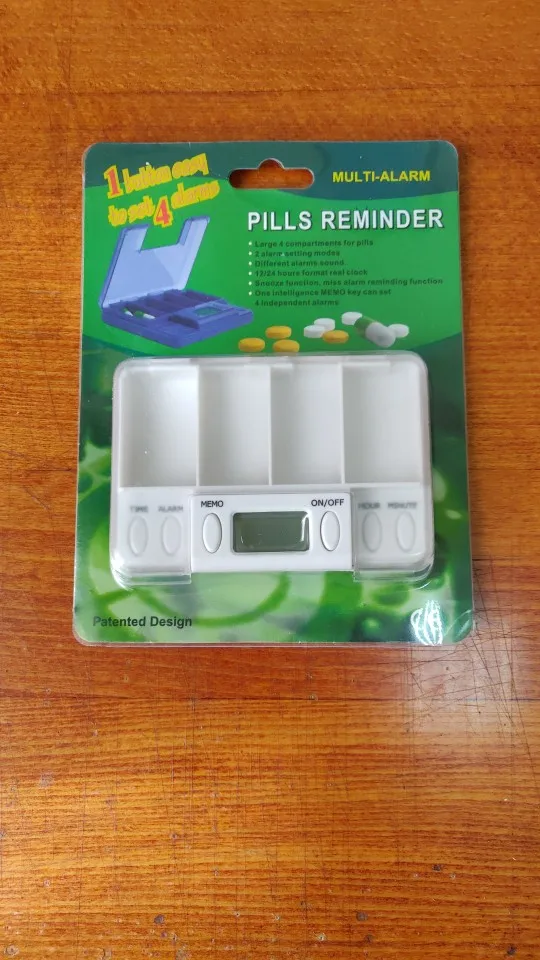 1 button easy
to set 4 alarms
MULTI-ALARM
PILLS REMINDER
• Large 4 compartments for pills
• 2 alarm setting modes
• Different alarms sound.
• 12/24 hours format real clock
• Snooze function, miss alarm reminding function
• One intelligence MEMO key can set
4 independent alarms
TIME ALARM MEMO ON/OFF HOUR MINUTE
Patented Design